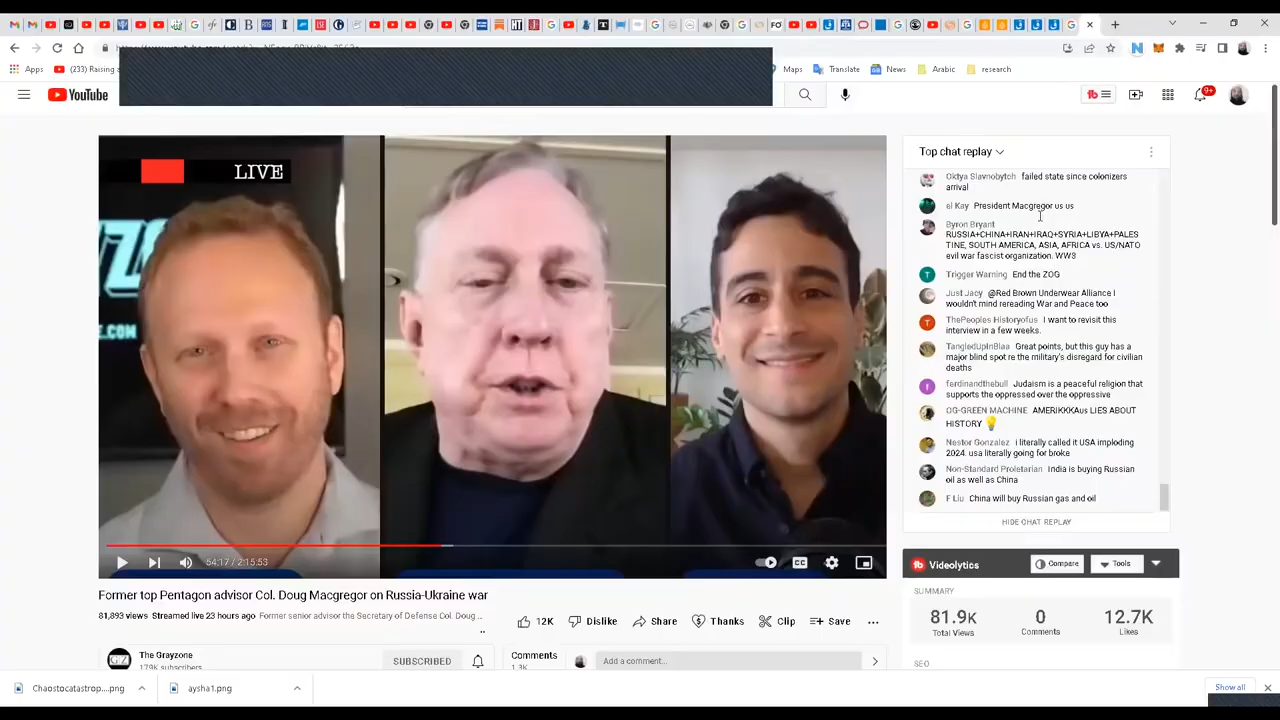 (233) Raising a
Apps
Maps
Translate
News
Arabic
research
YouTube
9+
LIVE
.COM
54:17 / 2:15:53
CC
Former top Pentagon advisor Col. Doug Macgregor on Russia-Ukraine war
81,893 views Streamed live 23 hours ago Former senior advisor the Secretary of Defense Col. Doug ...
12K
Dislike
Share
Thanks
Clip
Save
The Grayzone
179K subscribers
SUBSCRIBED
Comments
1.3K
Add a comment...
Top chat replay
failed state since colonizers
arrival
el Kay President Macgregor us us
Byron Bryant
RUSSIA+CHINA+IRAN+IRAQ+SYRIA+LIBYA+PALES
TINE, SOUTH AMERICA, ASIA, AFRICA vs. US/NATO
evil war fascist organization. WW3
Trigger Warning End the ZOG
Just Jacy @Red Brown Underwear Alliance I
wouldn't mind rereading War and Peace too
ThePeoples Historyofus I want to revisit this
interview in a few weeks.
TangledUpInBlaa Great points, but this guy has a
major blind spot re the military's disregard for civilian
deaths
ferdinandthebull Judaism is a peaceful religion that
supports the oppressed over the oppressive
OG-GREEN MACHINE AMERIKKKAus LIES ABOUT
HISTORY
Nestor Gonzalez i literally called it USA imploding
2024. usa literally going for broke
Non-Standard Proletarian India is buying Russian
oil as well as China
F Liu China will buy Russian gas and oil
HIDE CHAT REPLAY
Videolytics
Compare
Tools
SUMMARY
81.9K
Total Views
0
Comments
12.7K
Likes
SEO
Chaostocatastrop....png
aysha1.png
Show all